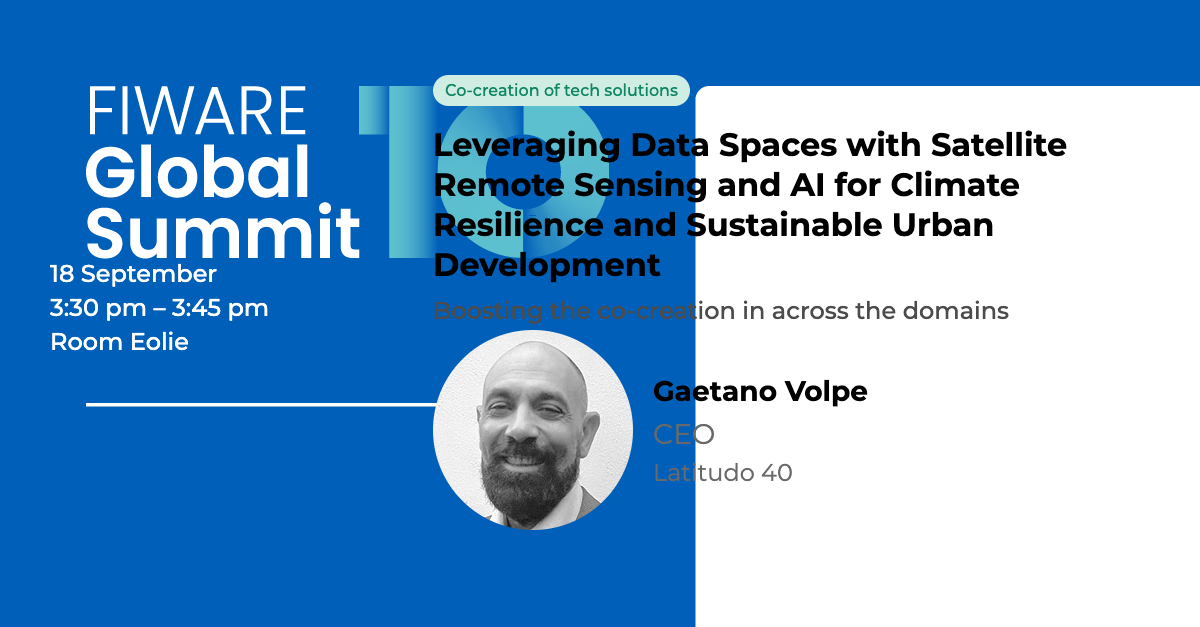 FIWARE
Global
Summit
10
18 September
3:30 pm – 3:45 pm
Room Eolie
Co-creation of tech solutions
Leveraging Data Spaces with Satellite
Remote Sensing and AI for Climate
Resilience and Sustainable Urban
Development
Boosting the co-creation in across the domains
Gaetano Volpe
CEO
Latitudo 40